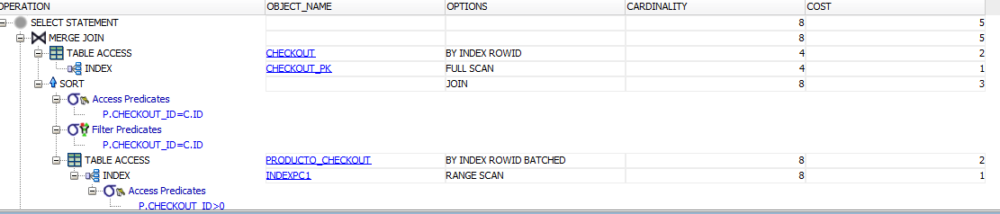 OPERATION OBJECT_NAME OPTIONS CARDINALITY COST
SELECT STATEMENT 8 5
MERGE JOIN 8 5
TABLE ACCESS CHECKOUT BY INDEX ROWID 4 2
INDEX CHECKOUT_PK FULL SCAN 4 1
SORT JOIN 8 3
Access Predicates
P.CHECKOUT_ID=C.ID
Filter Predicates
P.CHECKOUT_ID=C.ID
TABLE ACCESS PRODUCTO_CHECKOUT BY INDEX ROWID BATCHED 8 2
INDEX INDEXPC1 RANGE SCAN 8 1
Access Predicates
P.CHECKOUT_ID>0